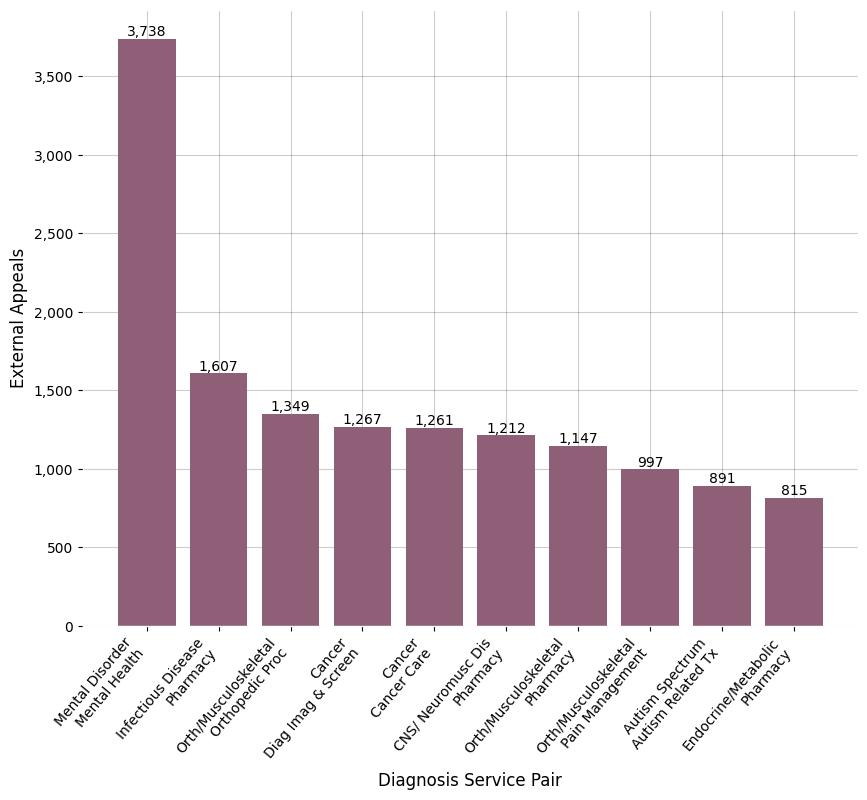 3,738
3,500
3,000
2,500
2,000
1,500
1,000
500
0
External Appeals
1,607
1,349
1,267
1,261
1,212
1,147
997
891
815
Mental Disorder
Mental Health
Infectious Disease
Pharmacy
Orth/Musculoskeletal
Orthopedic Proc
Cancer
Diag Imag & Screen
Cancer
Cancer Care
CNS/ Neuromusc Dis
Pharmacy
Orth/Musculoskeletal
Pharmacy
Orth/Musculoskeletal
Pain Management
Autism Spectrum
Autism Related Tx
Endocrine/Metabolic
Pharmacy
Diagnosis Service Pair